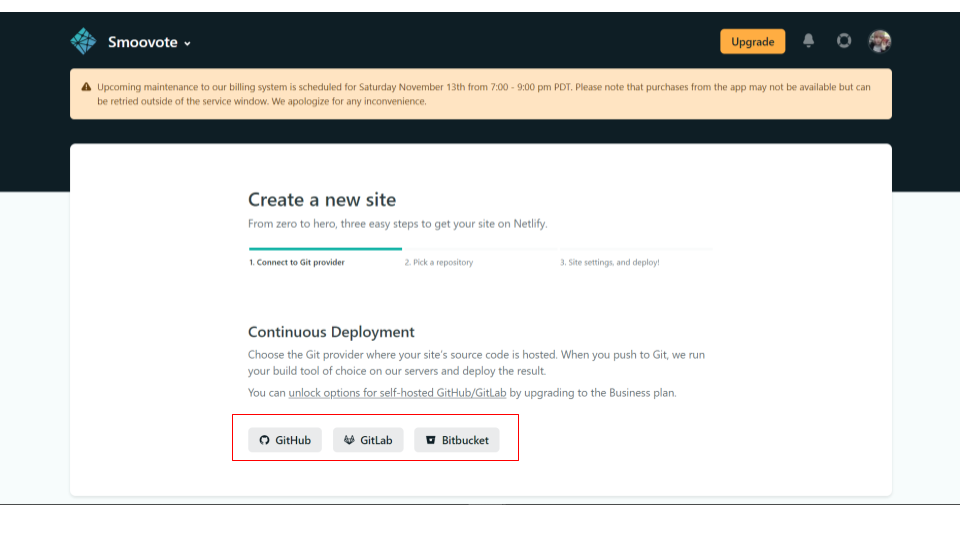 Smoovote
Upgrade
Upcoming maintenance to our billing system is scheduled for Saturday November 13th from 7:00 - 9:00 pm PDT. Please note that purchases from the app may not be available but can
be retried outside of the service window. We apologize for any inconvenience.
Create a new site
From zero to hero, three easy steps to get your site on Netlify.
1. Connect to Git provider
2. Pick a repository
3. Site settings, and deploy!
Continuous Deployment
Choose the Git provider where your site's source code is hosted. When you push to Git, we run
your build tool of choice on our servers and deploy the result.
You can unlock options for self-hosted GitHub/GitLab by upgrading to the Business plan.
GitHub
GitLab
Bitbucket